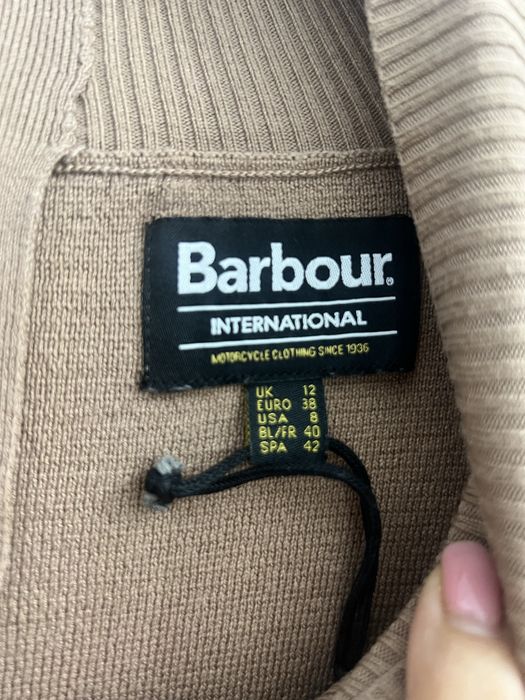 Barbour®
INTERNATIONAL
MOTORCYCLE CLOTHING SINCE 1936
UK 12
EURO 38
USA 8
BL/FR 40
SPA 42